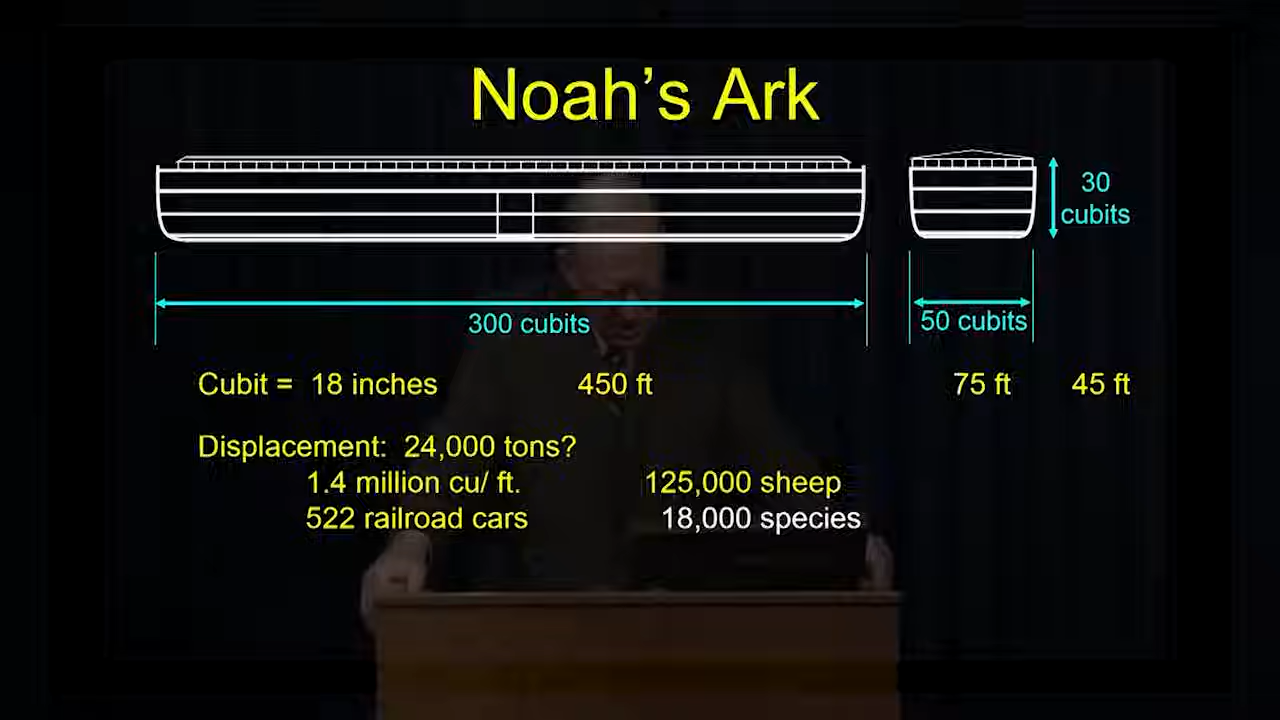 Noah's Ark
30
cubits
300 cubits
50 cubits
Cubit = 18 inches 450 ft 75 ft 45 ft
Displacement: 24,000 tons?
1.4 million cu/ ft. 125,000 sheep
522 railroad cars 18,000 species